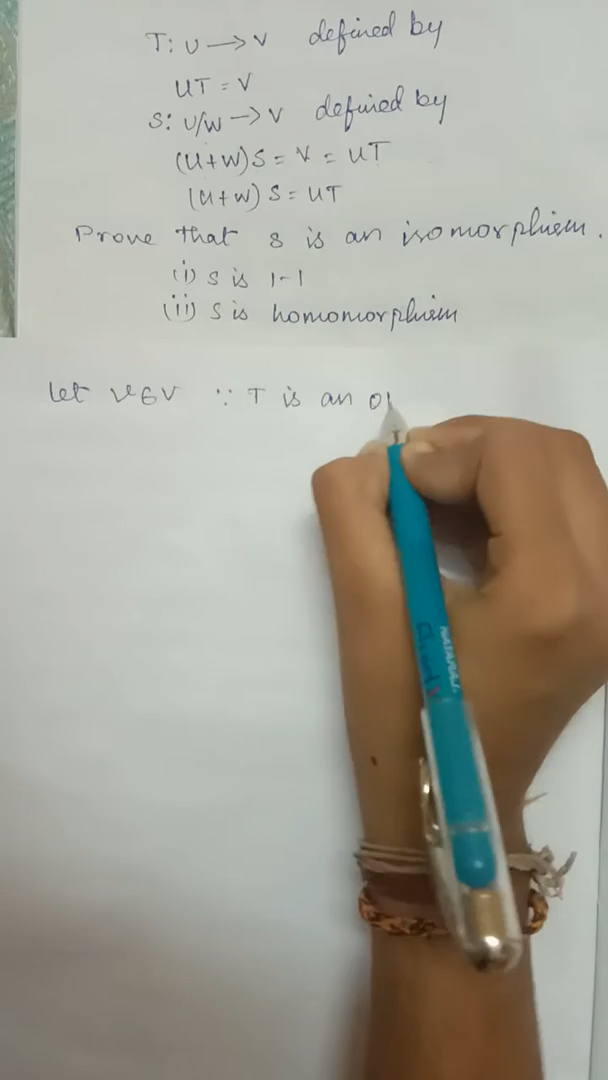 T: U → V defined by
UT = V
S: U/W → V defined by
(U+W)S = V = UT
(U+W) S = UT
Prove that S is an isomorphism.
(i) S is 1-1
(ii) S is homomorphism
Let v∈V ∵ T is an o
NATARAJ